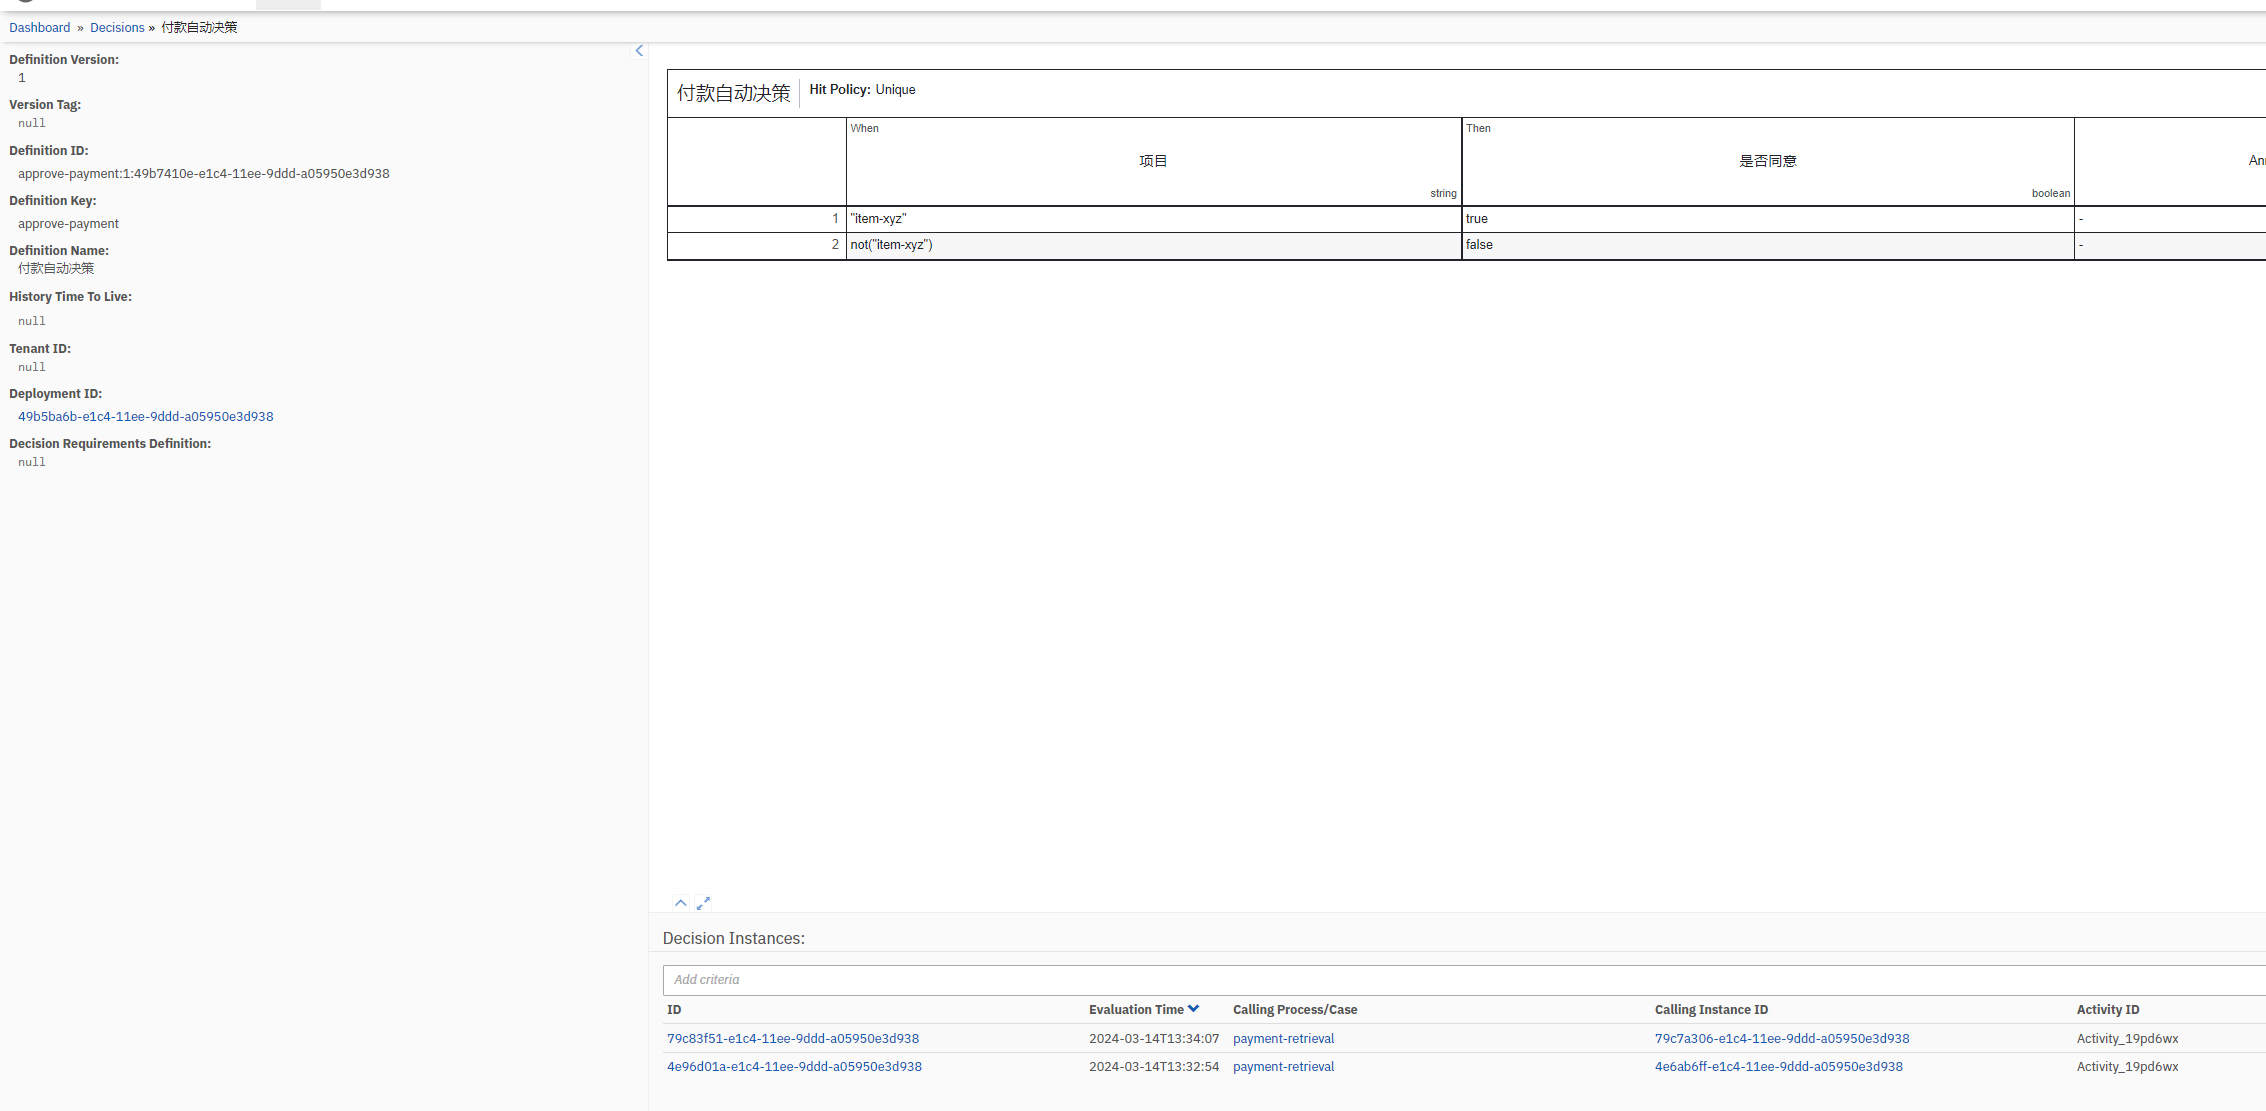 Dashboard » Decisions » 付款自动决策
Definition Version:
1
Version Tag:
null
Definition ID:
approve-payment:1:49b7410e-e1c4-11ee-9ddd-a05950e3d938
Definition Key:
approve-payment
Definition Name:
付款自动决策
History Time To Live:
null
Tenant ID:
null
Deployment ID:
49b5ba6b-e1c4-11ee-9ddd-a05950e3d938
Decision Requirements Definition:
null
付款自动决策 Hit Policy: Unique
When Then
项目 是否同意
string boolean
1 "item-xyz" true -
2 not("item-xyz") false -
Decision Instances:
Add criteria
ID Evaluation Time Calling Process/Case Calling Instance ID Activity ID
79c83f51-e1c4-11ee-9ddd-a05950e3d938 2024-03-14T13:34:07 payment-retrieval 79c7a306-e1c4-11ee-9ddd-a05950e3d938 Activity_19pd6wx
4e96d01a-e1c4-11ee-9ddd-a05950e3d938 2024-03-14T13:32:54 payment-retrieval 4e6ab6ff-e1c4-11ee-9ddd-a05950e3d938 Activity_19pd6wx